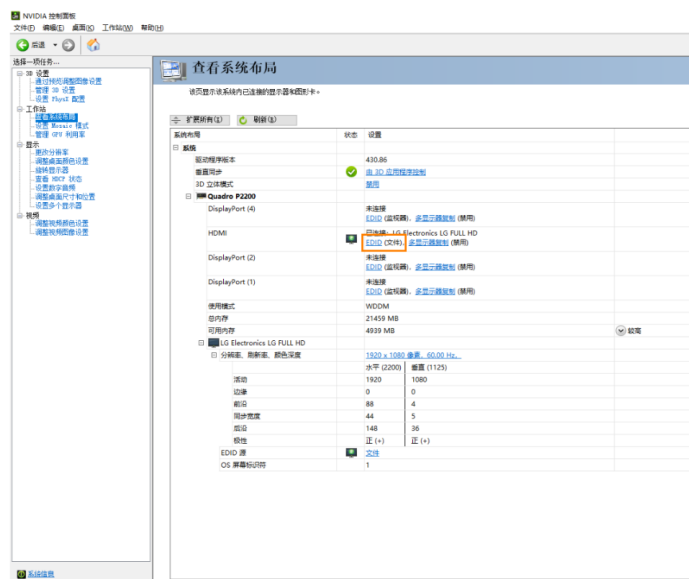 NVIDIA 控制面板
文件(F) 编辑(E) 桌面(K) 工作站(W) 帮助(H)
后退
选择一项任务...
3D 设置
通过预览调整图像设置
管理 3D 设置
设置 PhysX 配置
工作站
查看系统布局
设置 Mosaic 模式
管理 GPU 利用率
显示
更改分辨率
调整桌面颜色设置
旋转显示器
查看 HDCP 状态
设置数字音频
调整桌面尺寸和位置
设置多个显示器
视频
调整视频颜色设置
调整视频图像设置
系统信息
查看系统布局
该页显示该系统内已连接的显示器和图形卡。
扩展所有(X) 刷新(R)
系统布局 状态 设置
系统
驱动程序版本 430.86
垂直同步 由 3D 应用程序控制
3D 立体模式 禁用
Quadro P2200
DisplayPort (4) 未连接
EDID (监视器)、多显示器复制 (禁用)
HDMI 已连接: LG Electronics LG FULL HD
EDID (文件)、多显示器复制 (禁用)
DisplayPort (2) 未连接
EDID (监视器)、多显示器复制 (禁用)
DisplayPort (1) 未连接
EDID (监视器)、多显示器复制 (禁用)
使用模式 WDDM
总内存 21459 MB
可用内存 4939 MB 较高
LG Electronics LG FULL HD
分辨率、刷新率、颜色深度 1920 x 1080 像素、60.00 Hz、
水平 (2200) 垂直 (1125)
活动 1920 1080
边缘 0 0
前沿 88 4
同步宽度 44 5
后沿 148 36
极性 正 (+) 正 (+)
EDID 源 文件
OS 屏幕标识符 1